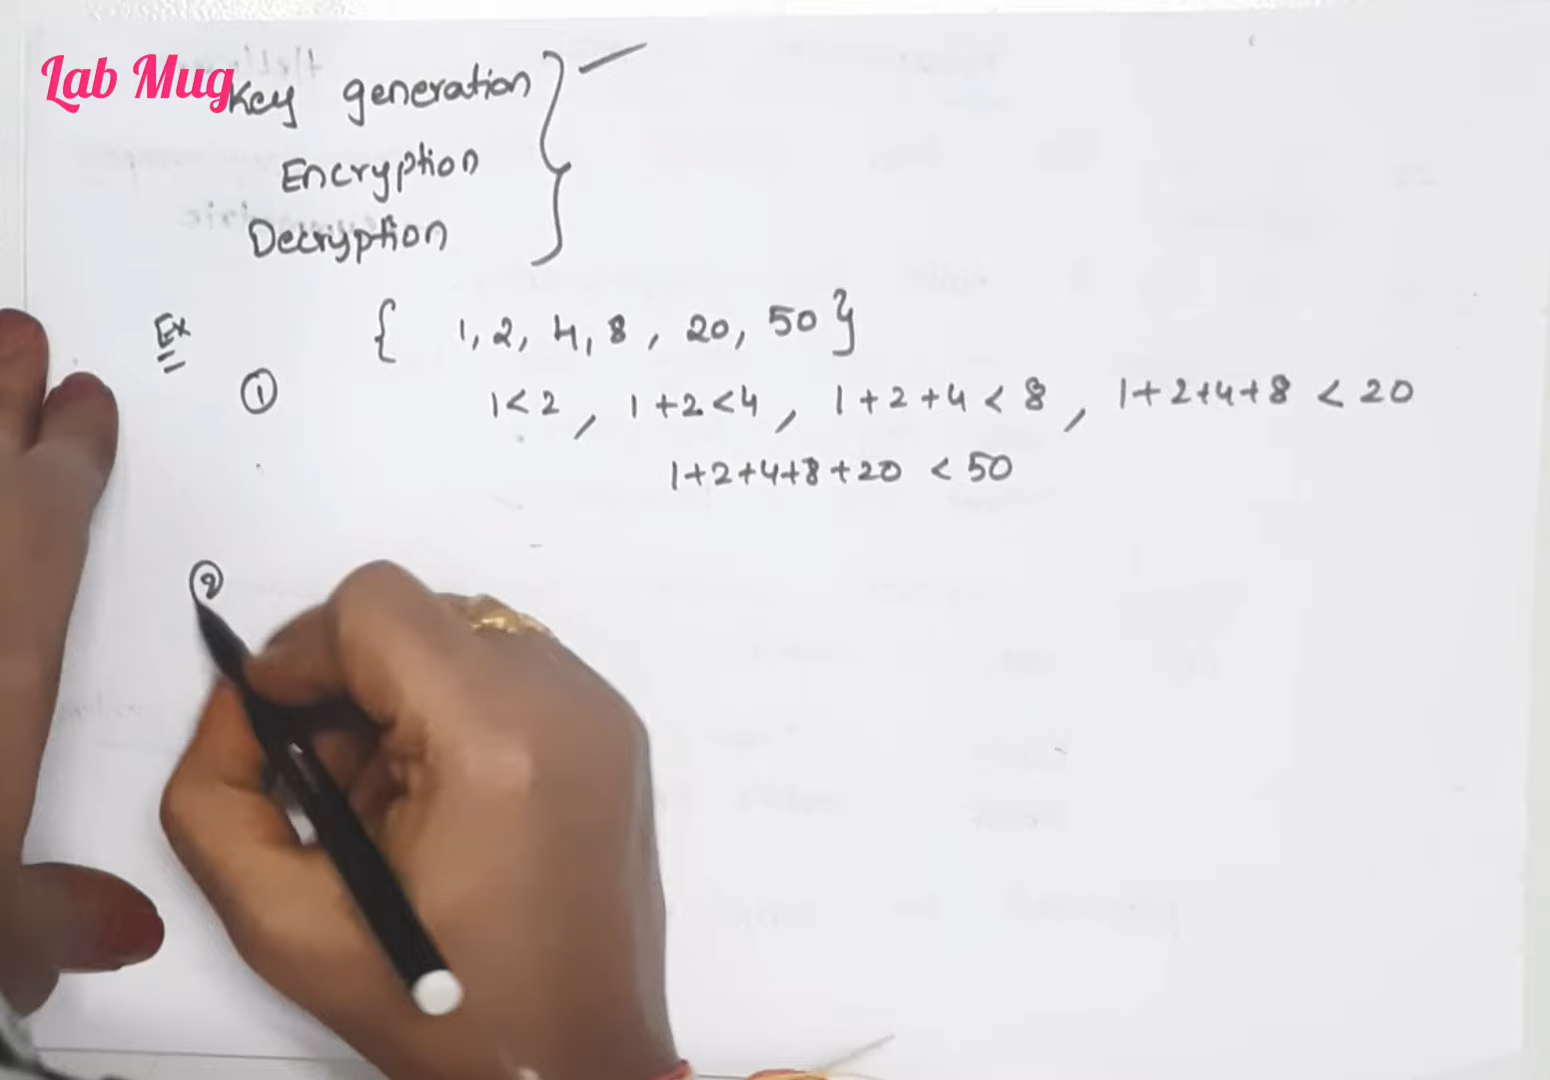 Lab Mug
Key generation
Encryption
Decryption
Ex { 1, 2, 4, 8, 20, 50 }
① 1<2, 1+2<4, 1+2+4<8, 1+2+4+8<20
1+2+4+8+20<50
②